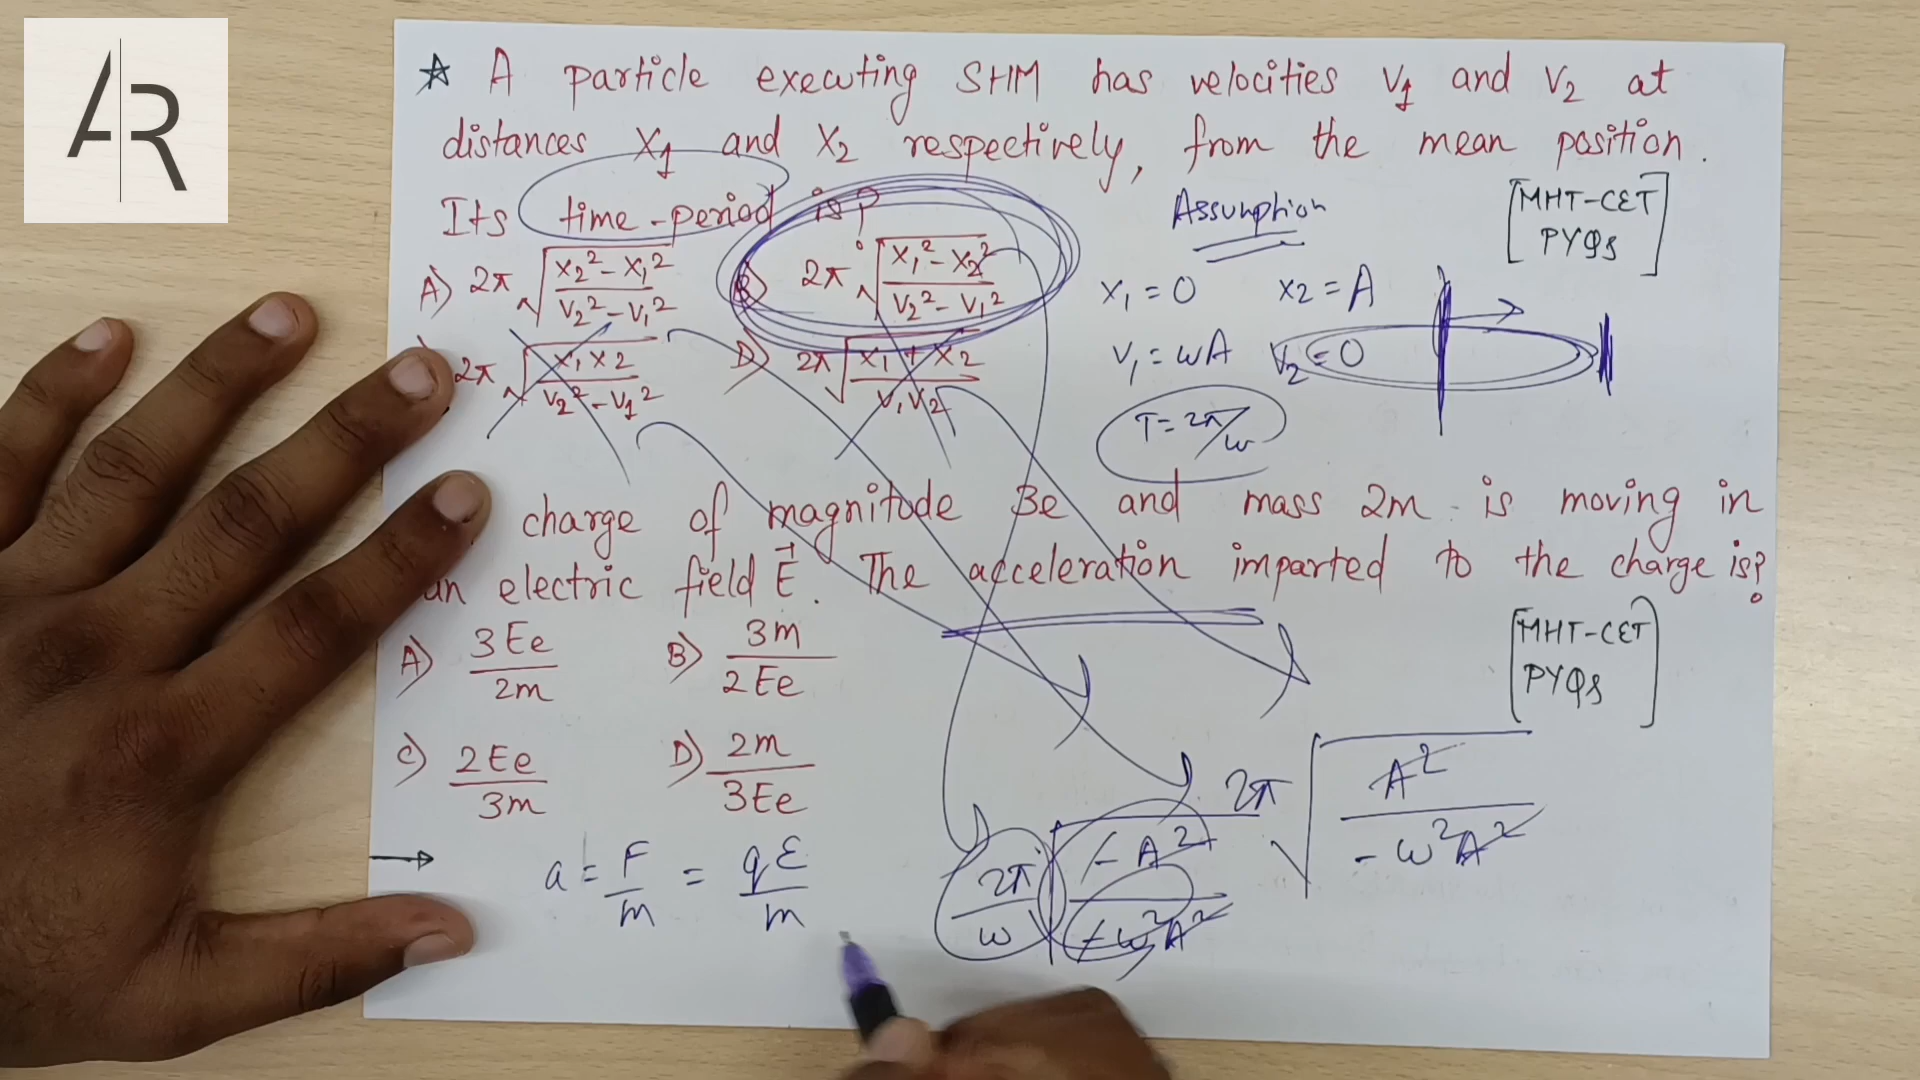 AR
☆ A particle executing SHM has velocities V₁ and V₂ at
distances X₁ and X₂ respectively, from the mean position.
Its time-period is?
Assumption
[MHT-CET PYQs]
A) 2π √((X₂² - X₁²)/(V₂² - V₁²)) B) 2π √((X₁² - X₂²)/(V₂² - V₁²))
x₁ = 0 x₂ = A
2π √((X₁ X₂)/(V₂² - V₁²)) D) 2π √((X₁ + X₂)/(V₁V₂))
V₁ = ωA V₂ = 0
T = 2π/ω
charge of magnitude 3e and mass 2m is moving in
an electric field E⃗. The acceleration imparted to the charge is?
[MHT-CET PYQs]
A) 3Ee/2m B) 3m/2Ee
C) 2Ee/3m D) 2m/3Ee
→ a = F/m = qE/m
2π/ω
-A²/-ω²A²
2π √(A²/-ω²A²)